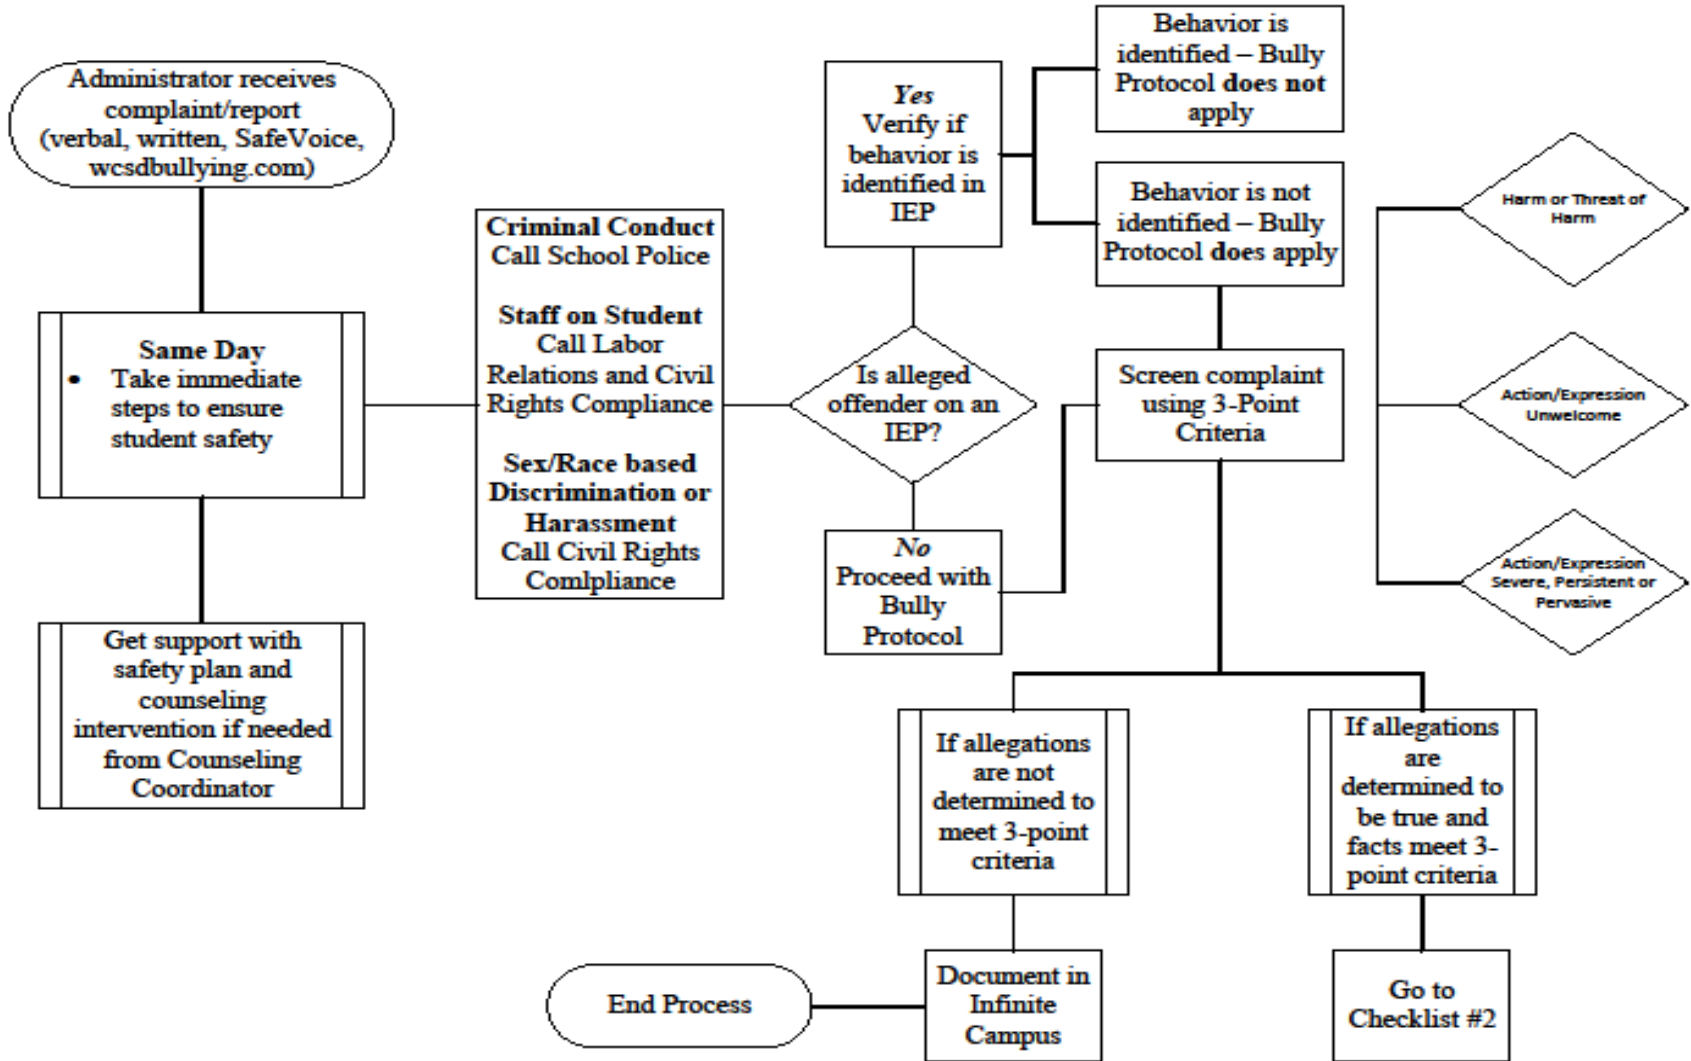 Administrator receives
complaint/report
(verbal, written, SafeVoice,
wcsdbullying.com)
Same Day
• Take immediate
steps to ensure
student safety
Get support with
safety plan and
counseling
intervention if needed
from Counseling
Coordinator
Criminal Conduct
Call School Police
Staff on Student
Call Labor
Relations and Civil
Rights Compliance
Sex/Race based
Discrimination or
Harassment
Call Civil Rights
Comlpliance
Is alleged
offender on an
IEP?
Yes
Verify if
behavior is
identified in
IEP
No
Proceed with
Bully
Protocol
Behavior is
identified – Bully
Protocol does not
apply
Behavior is not
identified – Bully
Protocol does apply
Screen complaint
using 3-Point
Criteria
Harm or Threat of
Harm
Action/Expression
Unwelcome
Action/Expression
Severe, Persistent or
Pervasive
If allegations
are not
determined to
meet 3-point
criteria
If allegations
are
determined to
be true and
facts meet 3-
point criteria
Document in
Infinite
Campus
End Process
Go to
Checklist #2